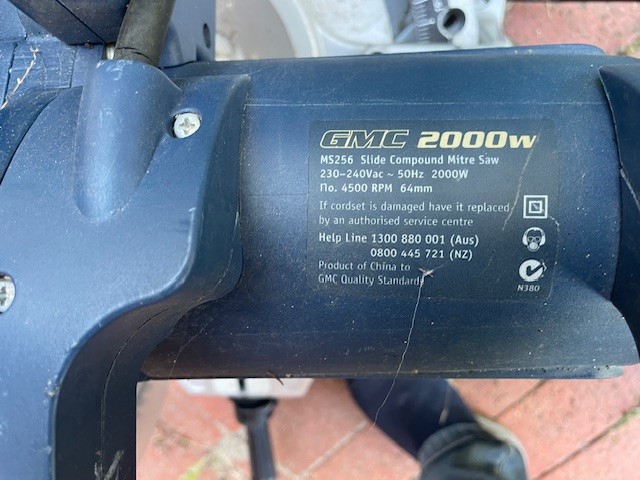 GMC 2000W
MS256 Slide Compound Mitre Saw
230-240Vac ~ 50Hz 2000W
no. 4500 RPM 64mm
If cordset is damaged have it replaced
by an authorised service centre
Help Line 1300 880 001 (Aus)
0800 445 721 (NZ)
Product of China to
GMC Quality Standards
N380